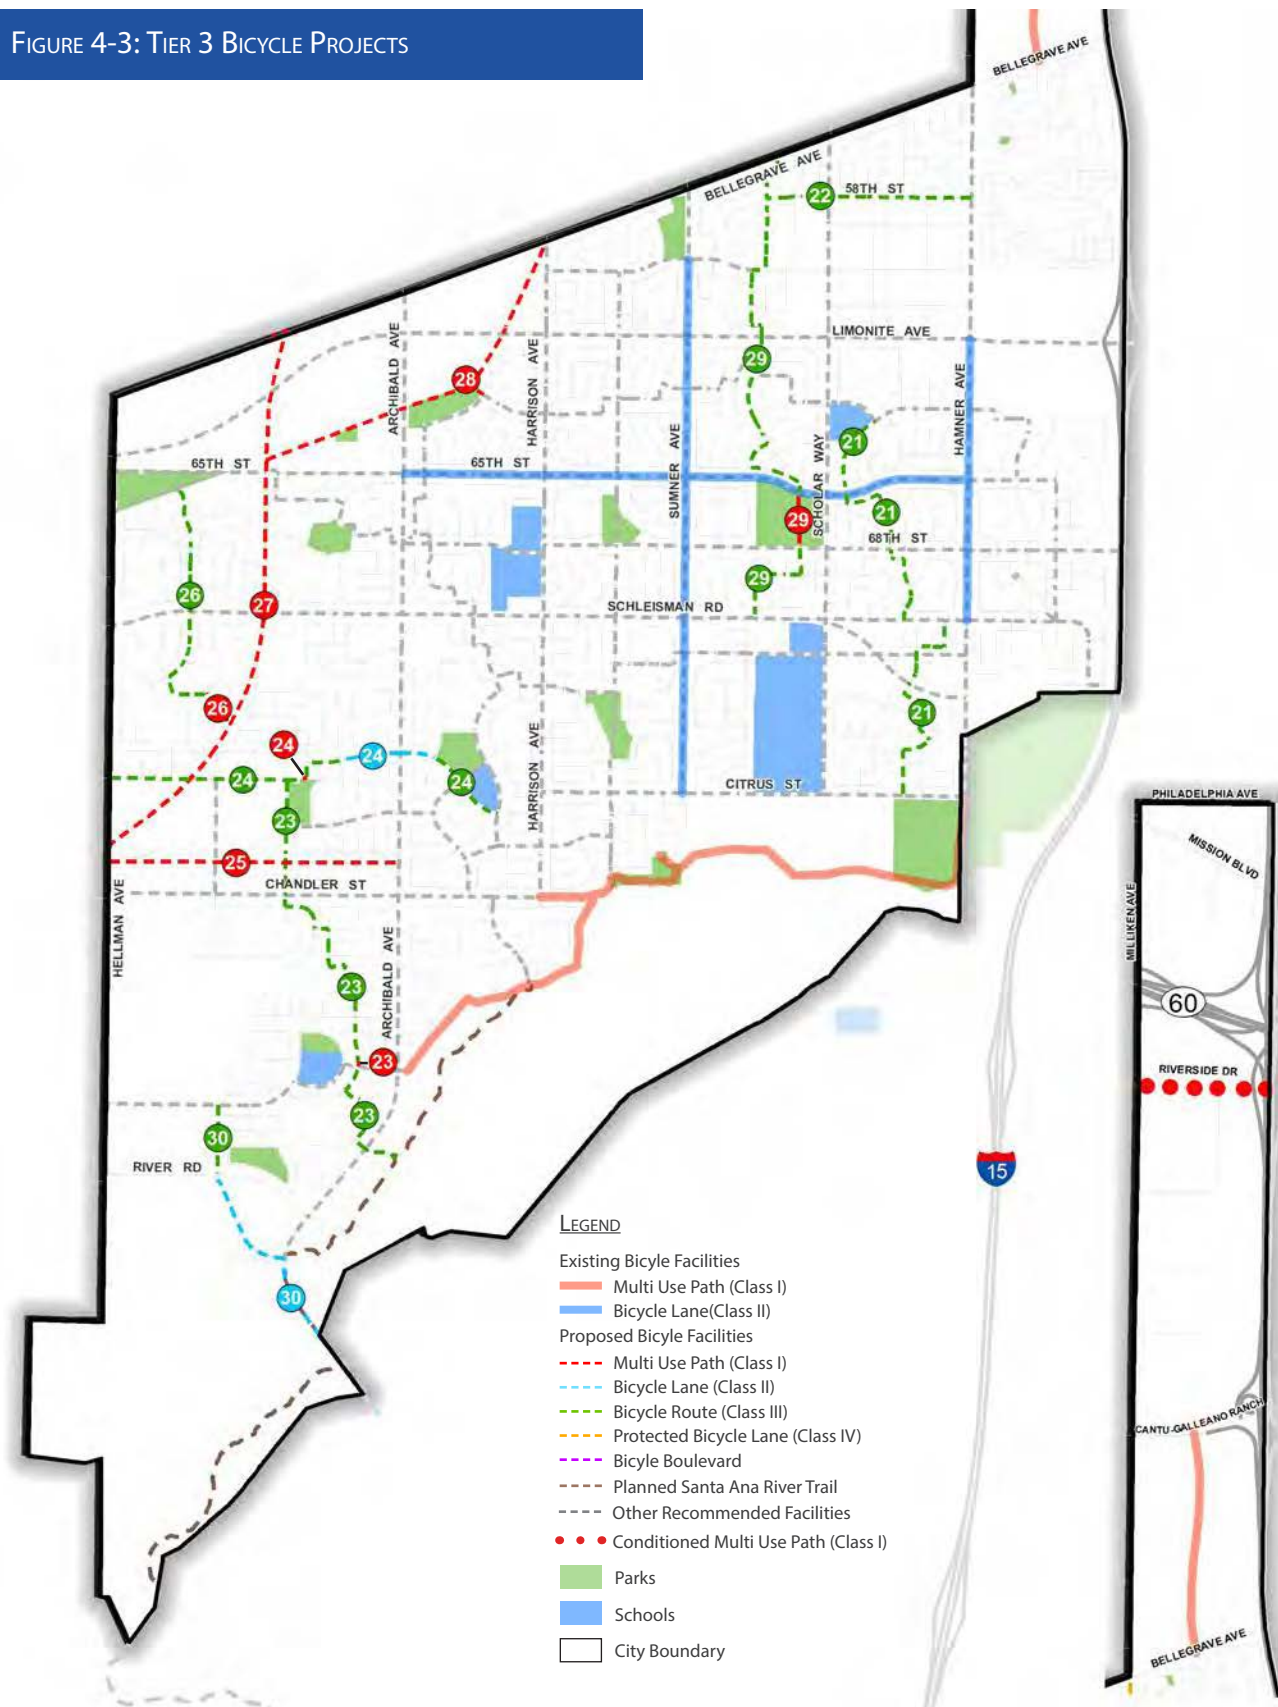 FIGURE 4-3: TIER 3 BICYCLE PROJECTS
BELLEGRAVE AVE
BELLEGRAVE AVE
22
58TH ST
LIMONITE AVE
ARCHIBALD AVE
HARRISON AVE
29
28
HAMNER AVE
SUMNER AVE
SCHOLAR WAY
21
65TH ST
65TH ST
21
29
68TH ST
29
26
27
SCHLEISMAN RD
26
21
24
24
HARRISON AVE
24
24
CITRUS ST
23
PHILADELPHIA AVE
MISSION BLVD
25
CHANDLER ST
HELLMAN AVE
ARCHIBALD AVE
MILLIKEN AVE
23
60
23
RIVERSIDE DR
23
30
RIVER RD
15
30
LEGEND
Existing Bicyle Facilities
Multi Use Path (Class I)
Bicycle Lane(Class II)
Proposed Bicyle Facilities
Multi Use Path (Class I)
Bicycle Lane (Class II)
Bicycle Route (Class III)
Protected Bicycle Lane (Class IV)
Bicyle Boulevard
Planned Santa Ana River Trail
Other Recommended Facilities
Conditioned Multi Use Path (Class I)
Parks
Schools
City Boundary
CANTU-GALLEANO RANCH
BELLEGRAVE AVE